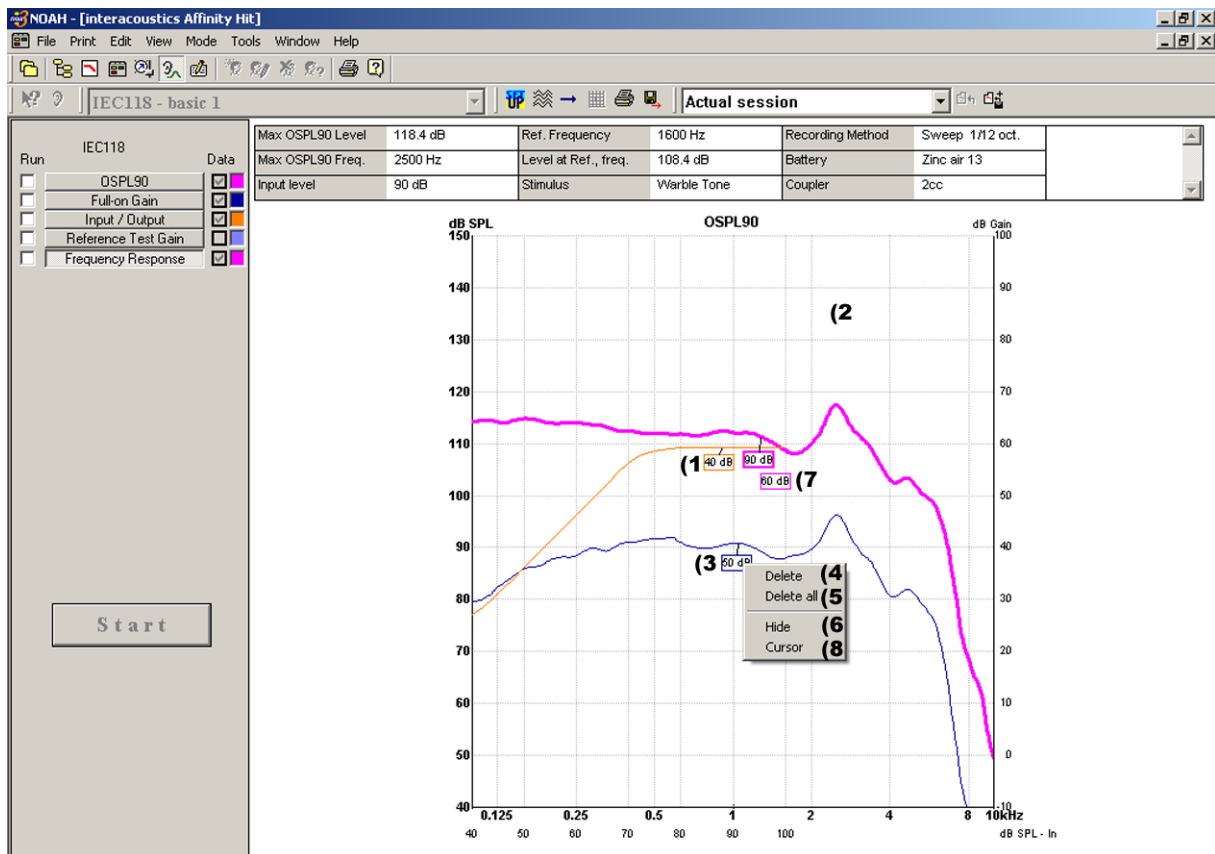 NOAH - [interacoustics Affinity Hit]
File Print Edit View Mode Tools Window Help
IEC118 - basic 1
Actual session
IEC118
Run Data
OSPL90
Full-on Gain
Input / Output
Reference Test Gain
Frequency Response
Start
Max OSPL90 Level 118.4 dB Ref. Frequency 1600 Hz Recording Method Sweep 1/12 oct.
Max OSPL90 Freq. 2500 Hz Level at Ref., freq. 108.4 dB Battery Zinc air 13
Input level 90 dB Stimulus Warble Tone Coupler 2cc
dB SPL OSPL90 dB Gain
150 100
140 90
(2
130 80
120 70
110 60
(1 40 dB 90 dB
60 dB (7
100 50
90 40
(3 60 dB
Delete (4
Delete all (5
Hide (6
Cursor (8
80 30
70 20
60 10
50 0
40 -10
0.125 0.25 0.5 1 2 4 8 10kHz
40 50 60 70 80 90 100 dB SPL - In